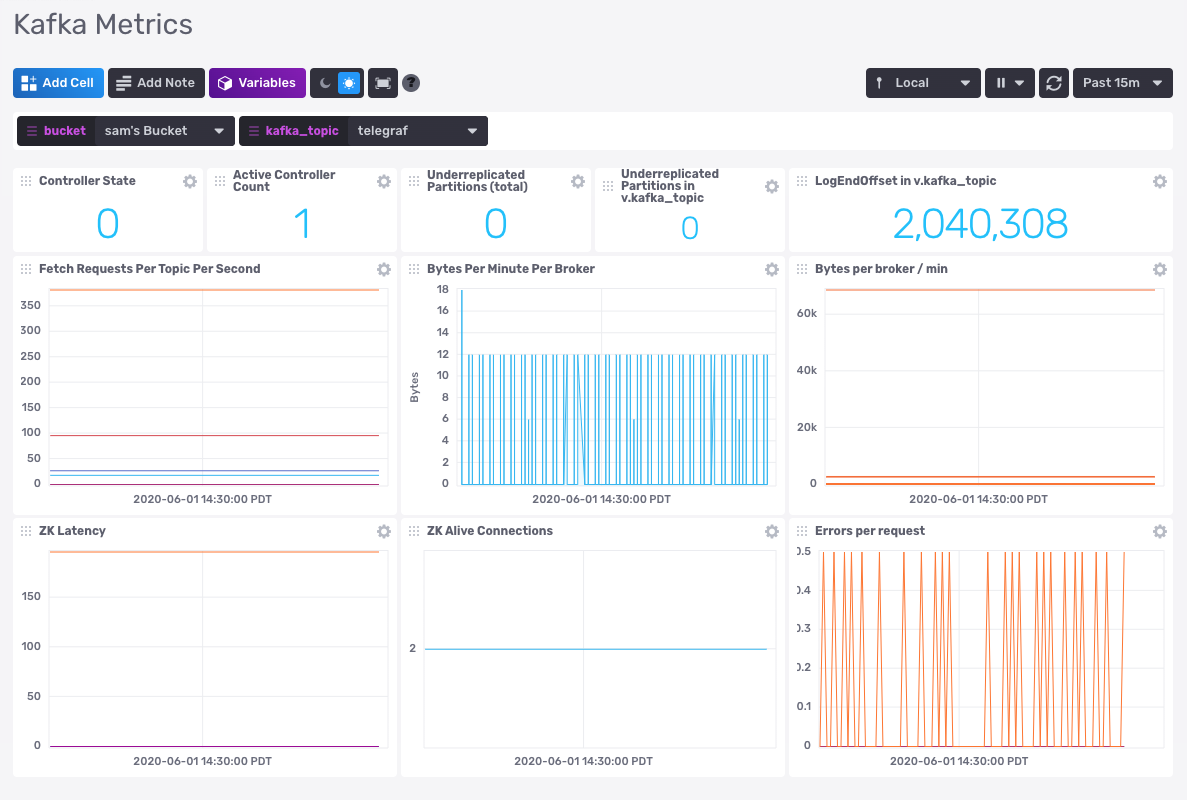 Kafka Metrics
Add Cell
Add Note
Variables
?
Local
Past 15m
bucket
sam's Bucket
kafka_topic
telegraf
Controller State
0
Active Controller
Count
1
Underreplicated
Partitions (total)
0
Underreplicated
Partitions in
v.kafka_topic
0
LogEndOffset in v.kafka_topic
2,040,308
Fetch Requests Per Topic Per Second
350
300
250
200
150
100
50
0
2020-06-01 14:30:00 PDT
Bytes Per Minute Per Broker
Bytes
18
16
14
12
10
8
6
4
2
0
2020-06-01 14:30:00 PDT
Bytes per broker / min
60k
40k
20k
0
2020-06-01 14:30:00 PDT
ZK Latency
150
100
50
0
2020-06-01 14:30:00 PDT
ZK Alive Connections
2
2020-06-01 14:30:00 PDT
Errors per request
0.5
0.4
0.3
0.2
0.1
0
2020-06-01 14:30:00 PDT